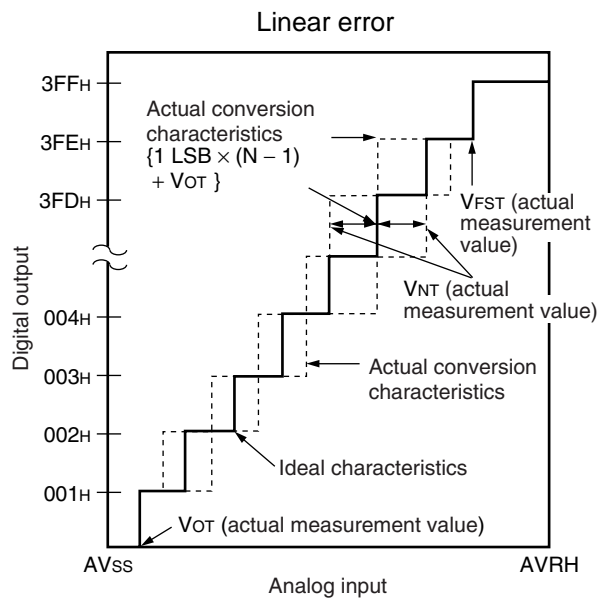 Linear error
3FFH
3FEH
3FDH
004H
003H
002H
001H
Digital output
Actual conversion
characteristics
{1 LSB × (N − 1)
+ VOT }
VFST (actual
measurement
value)
VNT (actual
measurement value)
Actual conversion
characteristics
Ideal characteristics
VOT (actual measurement value)
AVSS
AVRH
Analog input